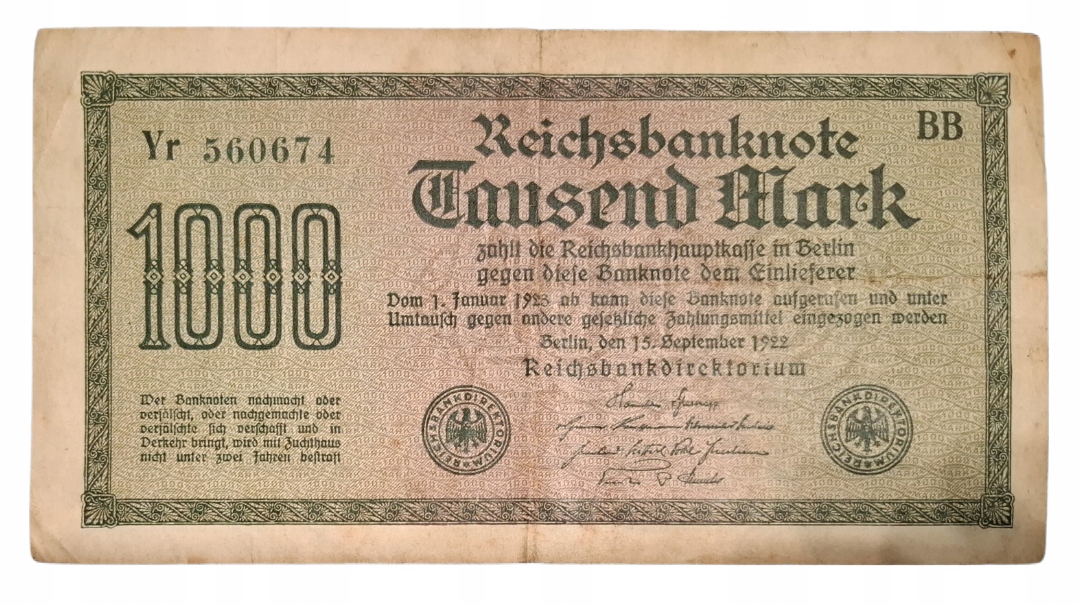 Yr 560674
BB
Reichsbanknote
Tausend Mark
1000
zahlt die Reichsbankhauptkasse in Berlin
gegen diese Banknote dem Einlieferer
Vom 1. Januar 1923 ab kann diese Banknote aufgerufen und unter
Umtausch gegen andere gesetzliche Zahlungsmittel eingezogen werden
Berlin, den 15. September 1922
Reichsbankdirektorium
Wer Banknoten nachmacht oder
verfälscht, oder nachgemachte oder
verfälschte sich verschafft und in
Verkehr bringt, wird mit Zuchthaus
nicht unter zwei Jahren bestraft
REICHSBANKDIREKTORIUM
REICHSBANKDIREKTORIUM